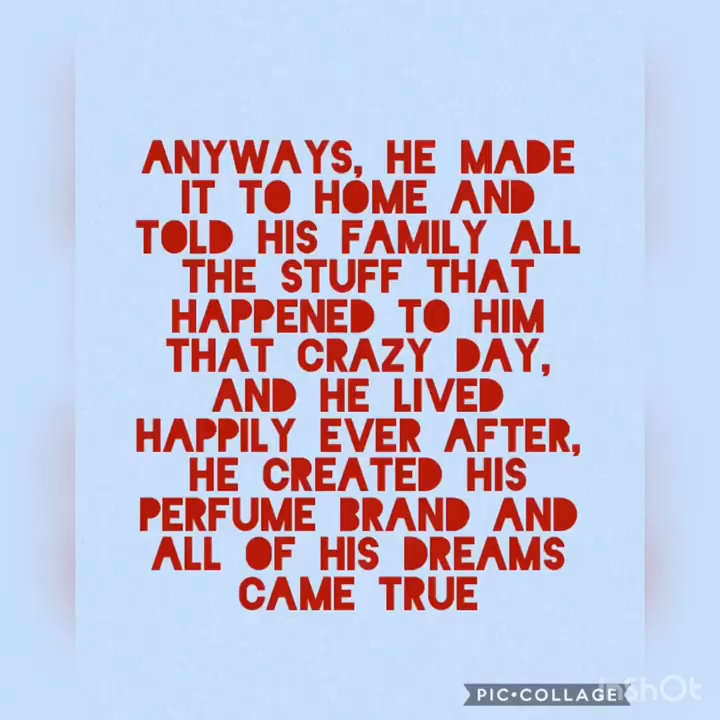 ANYWAYS, HE MADE
IT TO HOME AND
TOLD HIS FAMILY ALL
THE STUFF THAT
HAPPENED TO HIM
THAT CRAZY DAY,
AND HE LIVED
HAPPILY EVER AFTER,
HE CREATED HIS
PERFUME BRAND AND
ALL OF HIS DREAMS
CAME TRUE
PIC•COLLAGE
InShOt